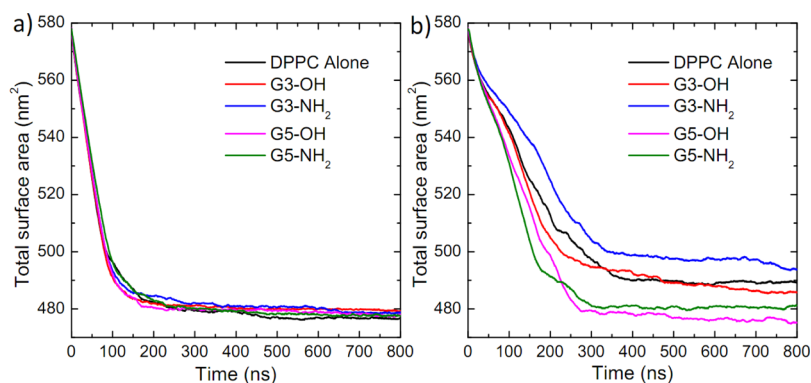 a)
Total surface area (nm²)
580
560
540
520
500
480
DPPC Alone
G3-OH
G3-NH₂
G5-OH
G5-NH₂
0 100 200 300 400 500 600 700 800
Time (ns)
b)
Total surface area (nm²)
580
560
540
520
500
480
DPPC Alone
G3-OH
G3-NH₂
G5-OH
G5-NH₂
0 100 200 300 400 500 600 700 800
Time (ns)